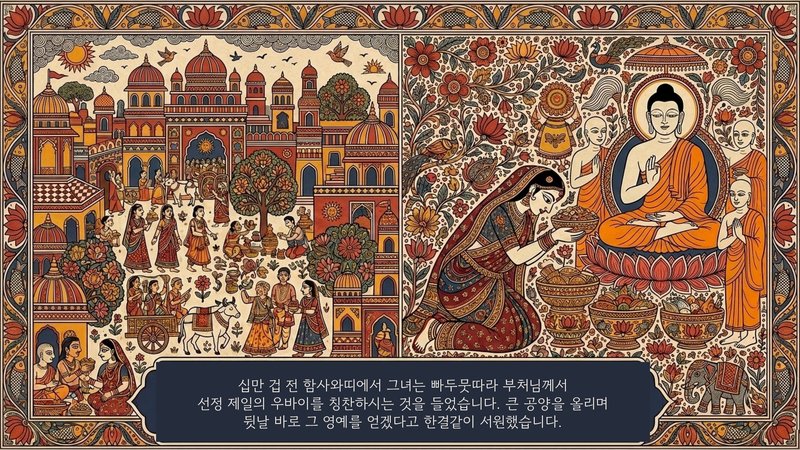 십만 겁 전 함사와띠에서 그녀는 빠두뭇따라 부처님께서
선정 제일의 우바이를 칭찬하시는 것을 들었습니다. 큰 공양을 올리며
뒷날 바로 그 영예를 얻겠다고 한결같이 서원했습니다.